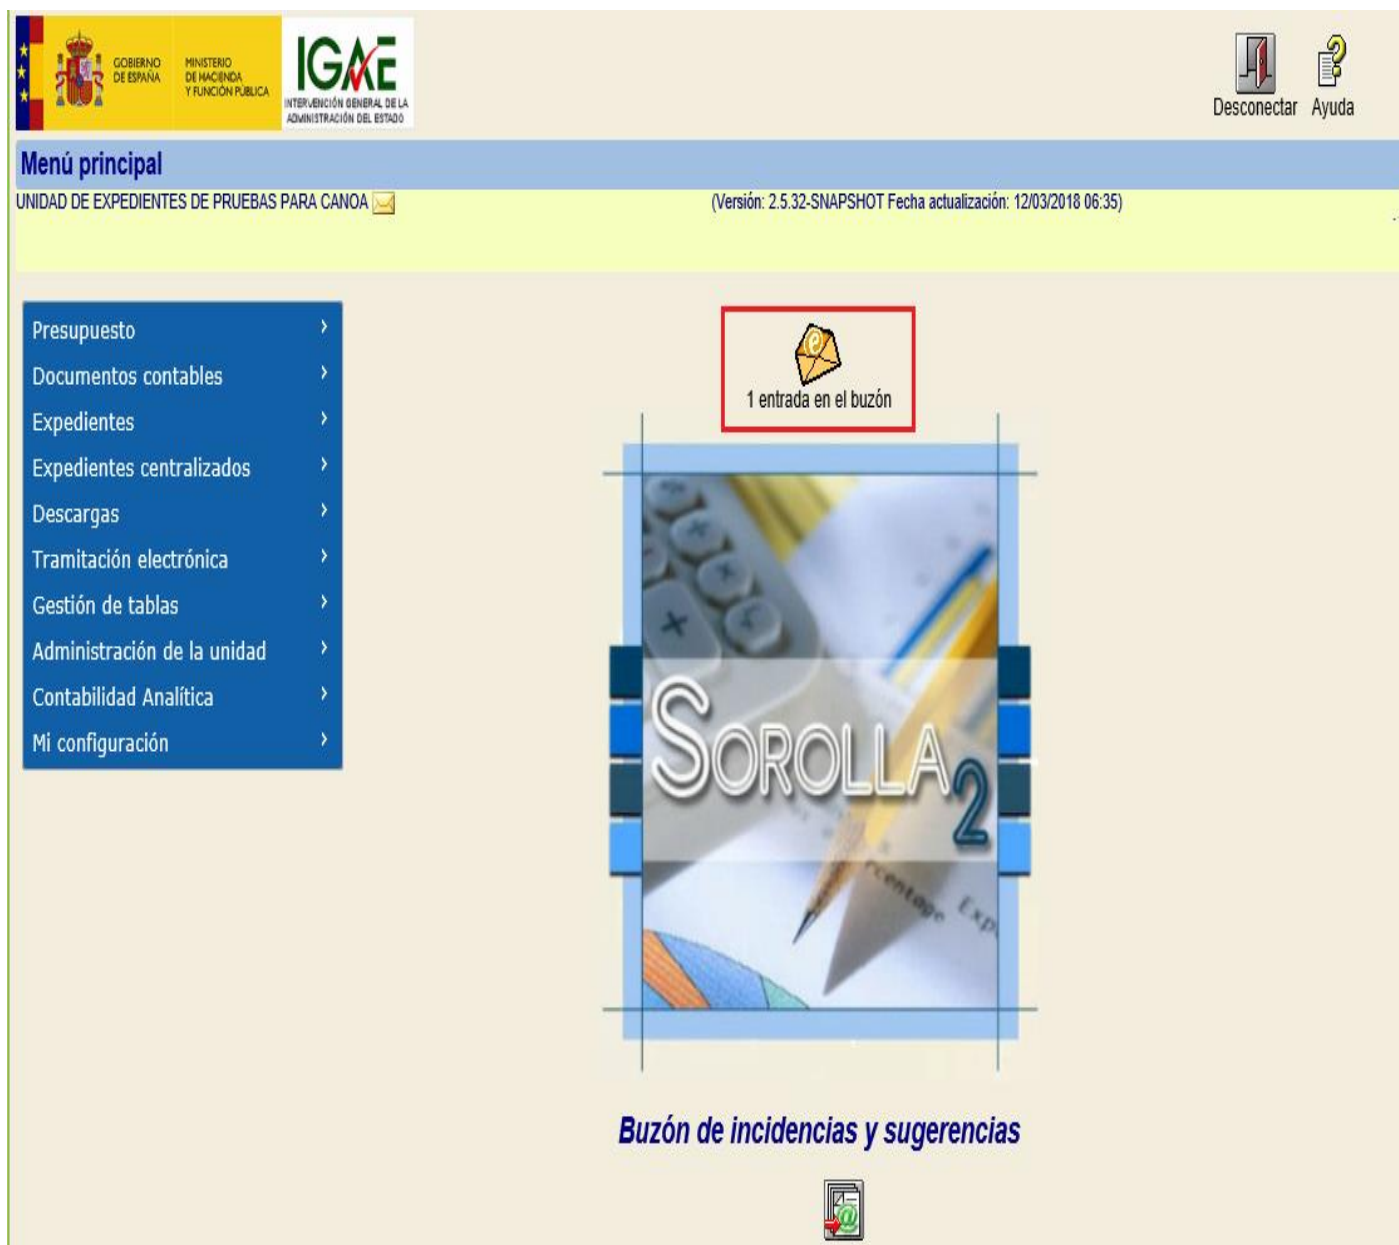 GOBIERNO
DE ESPAÑA
MINISTERIO
DE HACIENDA
Y FUNCIÓN PÚBLICA
IGAE
INTERVENCIÓN GENERAL DE LA
ADMINISTRACIÓN DEL ESTADO
Desconectar Ayuda
Menú principal
UNIDAD DE EXPEDIENTES DE PRUEBAS PARA CANOA (Versión: 2.5.32-SNAPSHOT Fecha actualización: 12/03/2018 06:35)
Presupuesto
Documentos contables
Expedientes
Expedientes centralizados
Descargas
Tramitación electrónica
Gestión de tablas
Administración de la unidad
Contabilidad Analítica
Mi configuración
1 entrada en el buzón
SOROLLA2
Buzón de incidencias y sugerencias